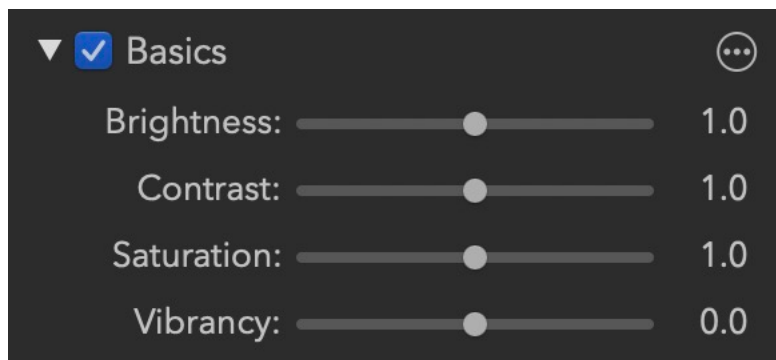 Basics
Brightness: 1.0
Contrast: 1.0
Saturation: 1.0
Vibrancy: 0.0